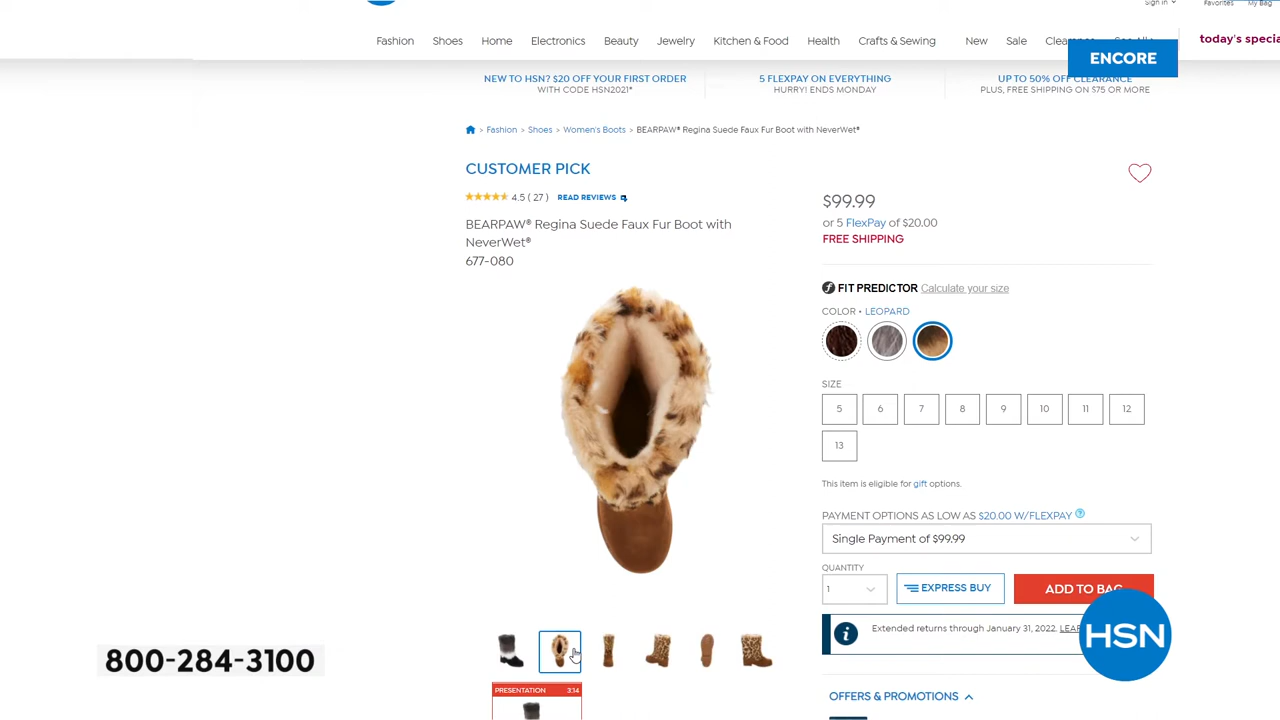 Sign in
Favorites
My Bag
Fashion
Shoes
Home
Electronics
Beauty
Jewelry
Kitchen & Food
Health
Crafts & Sewing
New
Sale
today's
ENCORE
NEW TO HSN? $20 OFF YOUR FIRST ORDER
WITH CODE HSN2021*
5 FLEXPAY ON EVERYTHING
HURRY! ENDS MONDAY
UP TO 50% OFF CLEARANCE
PLUS, FREE SHIPPING ON $75 OR MORE
> Fashion > Shoes > Women's Boots > BEARPAW® Regina Suede Faux Fur Boot with NeverWet®
CUSTOMER PICK
4.5 ( 27 ) READ REVIEWS
BEARPAW® Regina Suede Faux Fur Boot with
NeverWet®
677-080
$99.99
or 5 FlexPay of $20.00
FREE SHIPPING
FIT PREDICTOR Calculate your size
COLOR • LEOPARD
SIZE
5 6 7 8 9 10 11 12
13
This item is eligible for gift options.
PAYMENT OPTIONS AS LOW AS $20.00 W/FLEXPAY ?
Single Payment of $99.99
QUANTITY
1
EXPRESS BUY
ADD TO BAG
i
Extended returns through January 31, 2022.
HSN
OFFERS & PROMOTIONS
800-284-3100
PRESENTATION 3:14